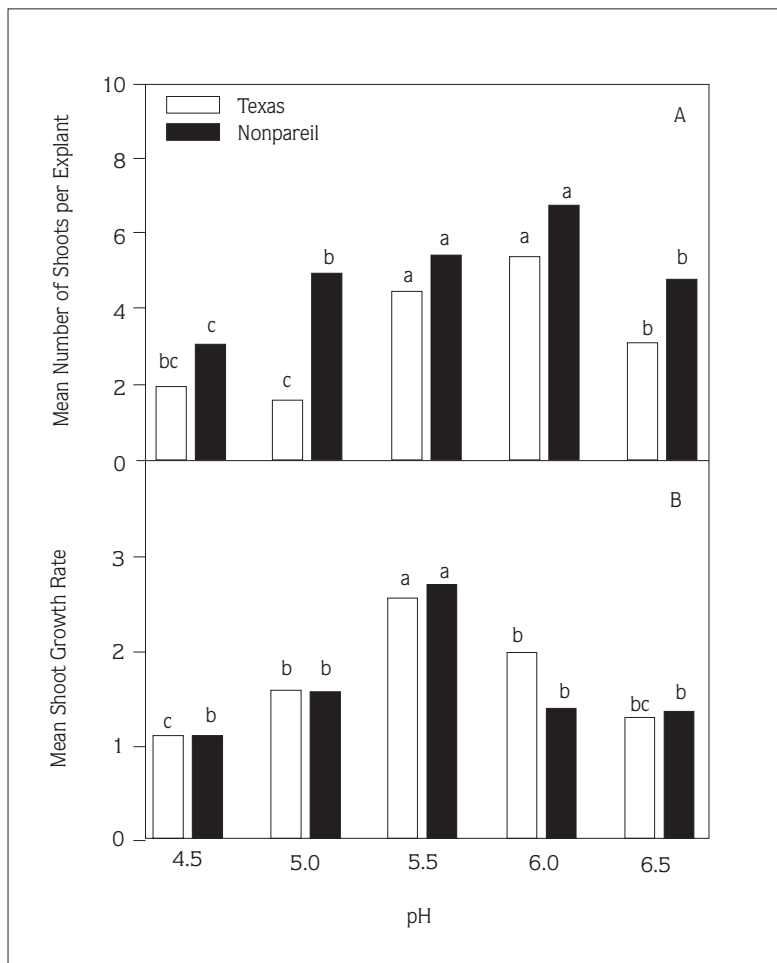 Mean Number of Shoots per Explant
10
8
6
4
2
0
Texas
Nonpareil
A
bc
c
c
b
a
a
a
a
b
b
Mean Shoot Growth Rate
3
2
1
0
B
c
b
b
b
a
a
b
b
bc
b
4.5 5.0 5.5 6.0 6.5
pH